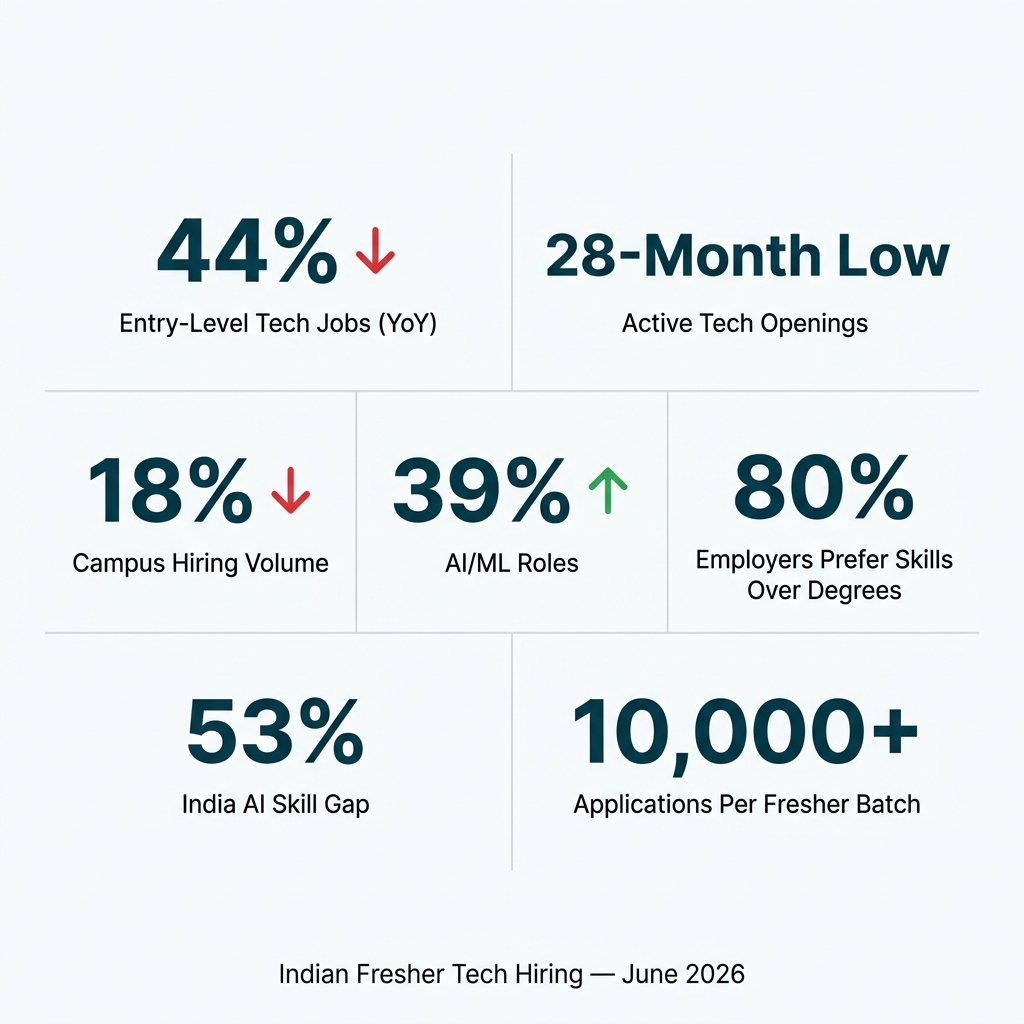 44% ↓
Entry-Level Tech Jobs (YoY)
28-Month Low
Active Tech Openings
18% ↓
Campus Hiring Volume
39% ↑
AI/ML Roles
80%
Employers Prefer Skills
Over Degrees
53%
India AI Skill Gap
10,000+
Applications Per Fresher Batch
Indian Fresher Tech Hiring — June 2026